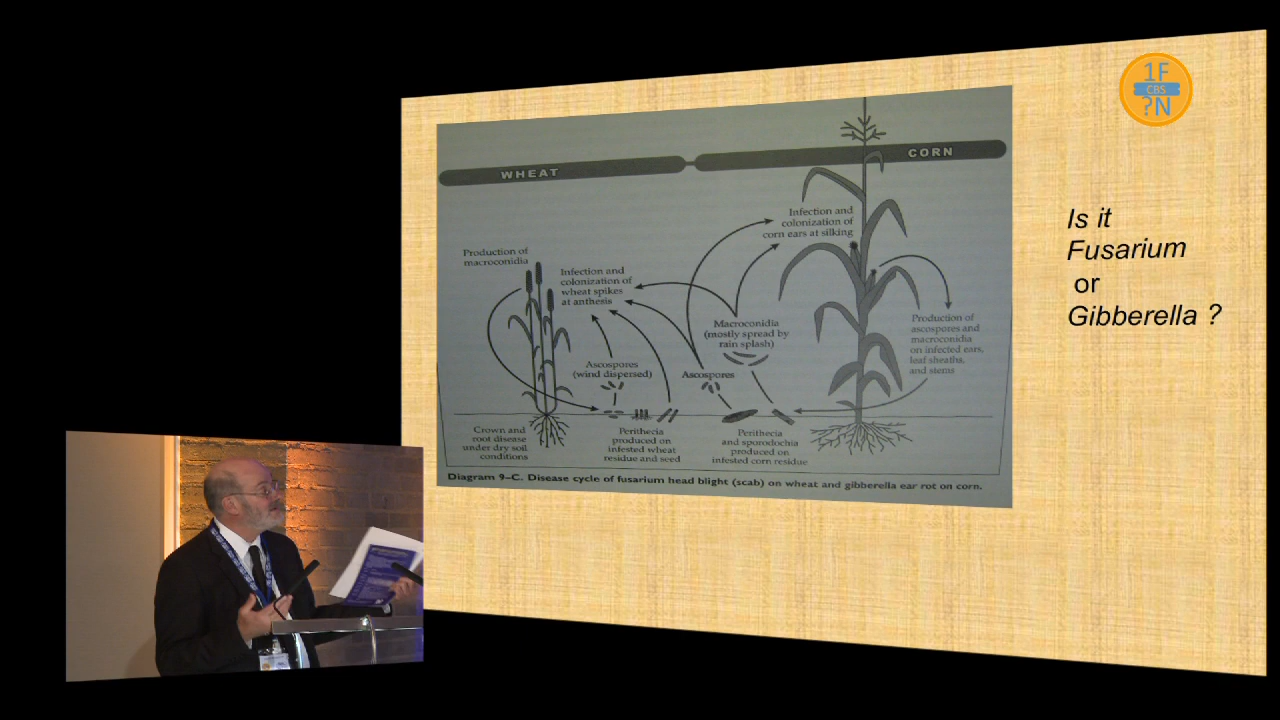 1F
CBS
?N
WHEAT
CORN
Production of
macroconidia
Infection and
colonization of
wheat spikes
at anthesis
Infection and
colonization of
corn ears at silking
Macroconidia
(mostly spread by
rain splash)
Production of
ascospores and
macroconidia
on infected ears,
leaf sheaths,
and stems
Ascospores
(wind dispersed)
Ascospores
Crown and
root disease
under dry soil
conditions
Perithecia
produced on
infested wheat
residue and seed
Perithecia
and sporodochia
produced on
infested corn residue
Diagram 9–C. Disease cycle of fusarium head blight (scab) on wheat and gibberella ear rot on corn.
Is it
Fusarium
or
Gibberella ?